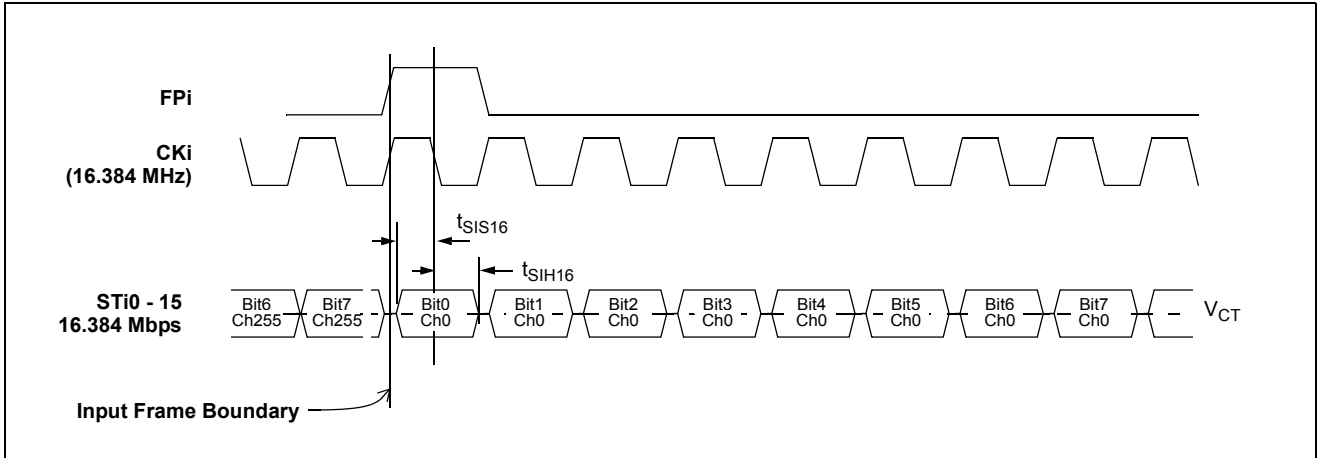 FPi
CKi
(16.384 MHz)
tSIS16
tSIH16
STi0 - 15
16.384 Mbps
Bit6
Ch255
Bit7
Ch255
Bit0
Ch0
Bit1
Ch0
Bit2
Ch0
Bit3
Ch0
Bit4
Ch0
Bit5
Ch0
Bit6
Ch0
Bit7
Ch0
VCT
Input Frame Boundary